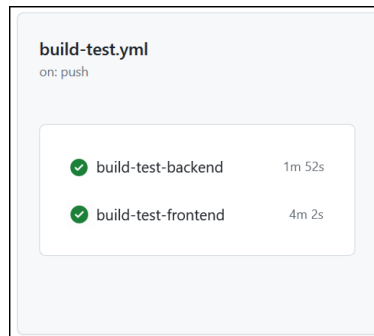 build-test.yml
on: push
build-test-backend 1m 52s
build-test-frontend 4m 2s